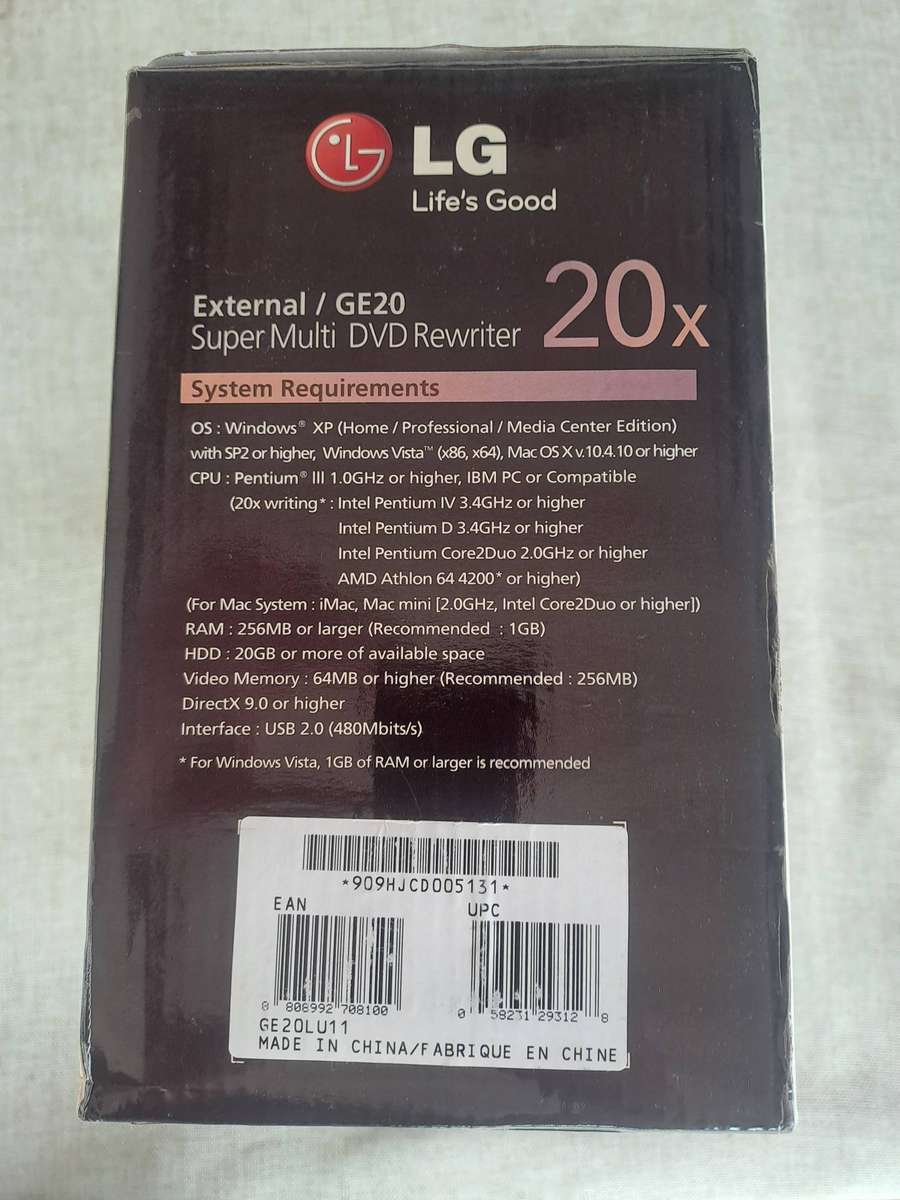 LG
Life's Good
External / GE20
Super Multi DVD Rewriter
20x
System Requirements
OS : Windows® XP (Home / Professional / Media Center Edition)
with SP2 or higher, Windows Vista™ (x86, x64), Mac OS X v.10.4.10 or higher
CPU : Pentium® III 1.0GHz or higher, IBM PC or Compatible
(20x writing* : Intel Pentium IV 3.4GHz or higher
Intel Pentium D 3.4GHz or higher
Intel Pentium Core2Duo 2.0GHz or higher
AMD Athlon 64 4200+ or higher)
(For Mac System : iMac, Mac mini [2.0GHz, Intel Core2Duo or higher])
RAM : 256MB or larger (Recommended : 1GB)
HDD : 20GB or more of available space
Video Memory : 64MB or higher (Recommended : 256MB)
DirectX 9.0 or higher
Interface : USB 2.0 (480Mbits/s)
* For Windows Vista, 1GB of RAM or larger is recommended
*909HJCD005131*
EAN UPC
8 808992 708100 0 58231 29312 8
GE20LU11
MADE IN CHINA/FABRIQUE EN CHINE